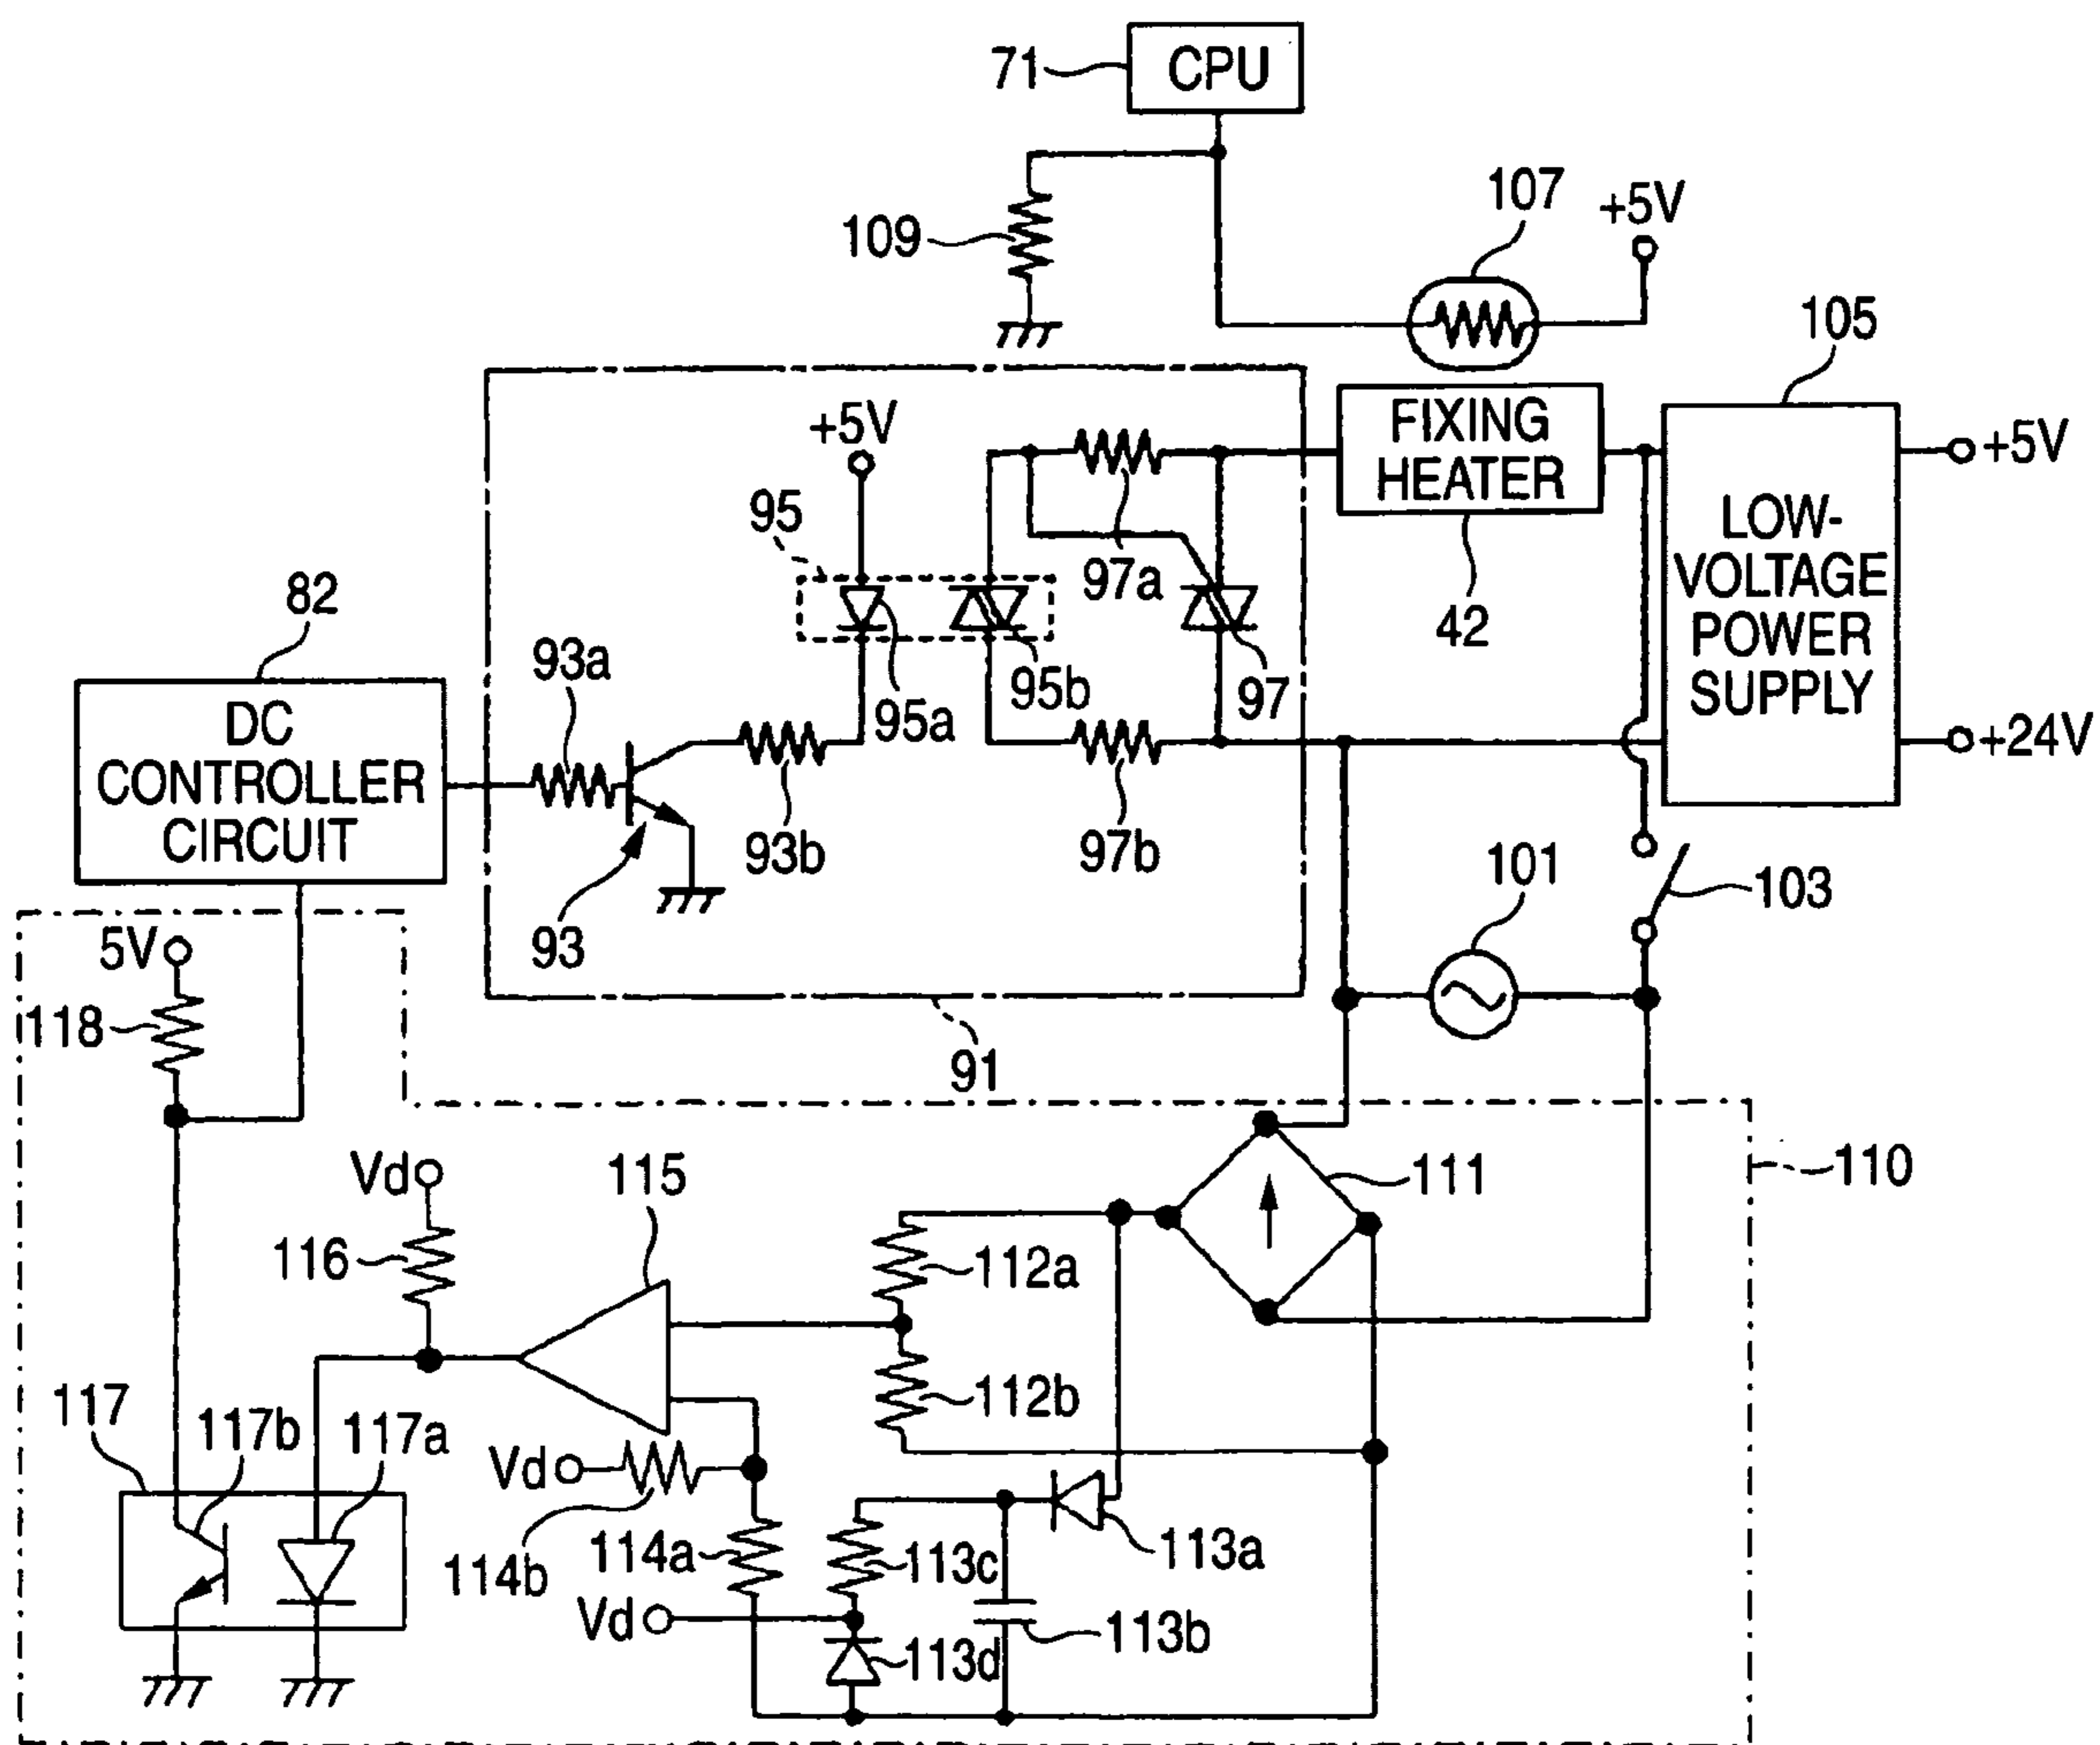 71
CPU
107
+5V
109
105
FIXING
HEATER
+5V
+5V
95
LOW-
VOLTAGE
POWER
SUPPLY
97a
42
82
93a
95b
97
95a
DC
CONTROLLER
CIRCUIT
+24V
93b
97b
101
103
93
5V
118
91
Vd
115
111
110
116
112a
112b
117
117b
117a
Vd
114b
114a
113c
113a
Vd
113b
113d